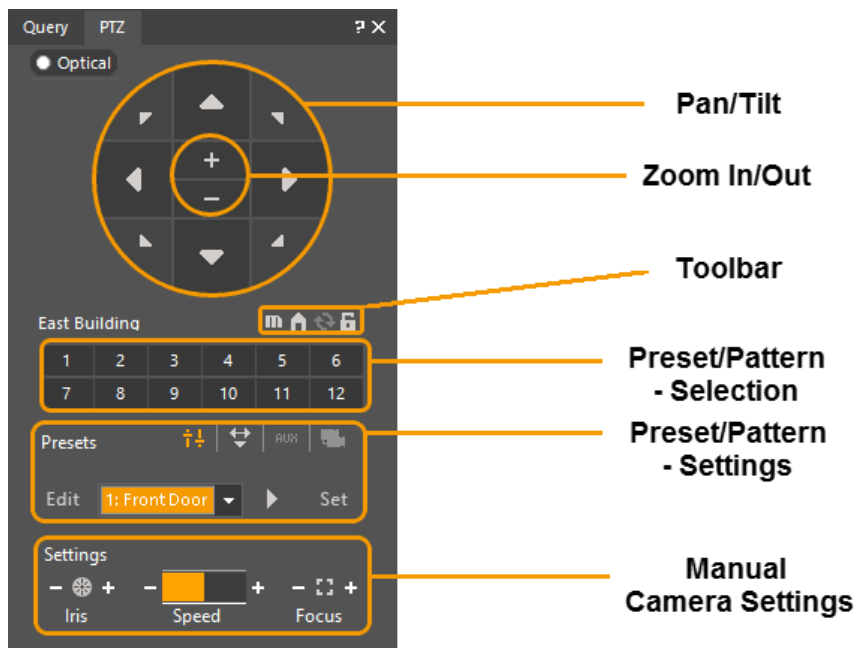 Query PTZ ? X
Optical
Pan/Tilt
+
Zoom In/Out
−
Toolbar
East Building m
1 2 3 4 5 6
7 8 9 10 11 12
Preset/Pattern
- Selection
Preset/Pattern
- Settings
Presets AUX
Edit 1: Front Door Set
Settings
− + − + − +
Iris Speed Focus
Manual
Camera Settings